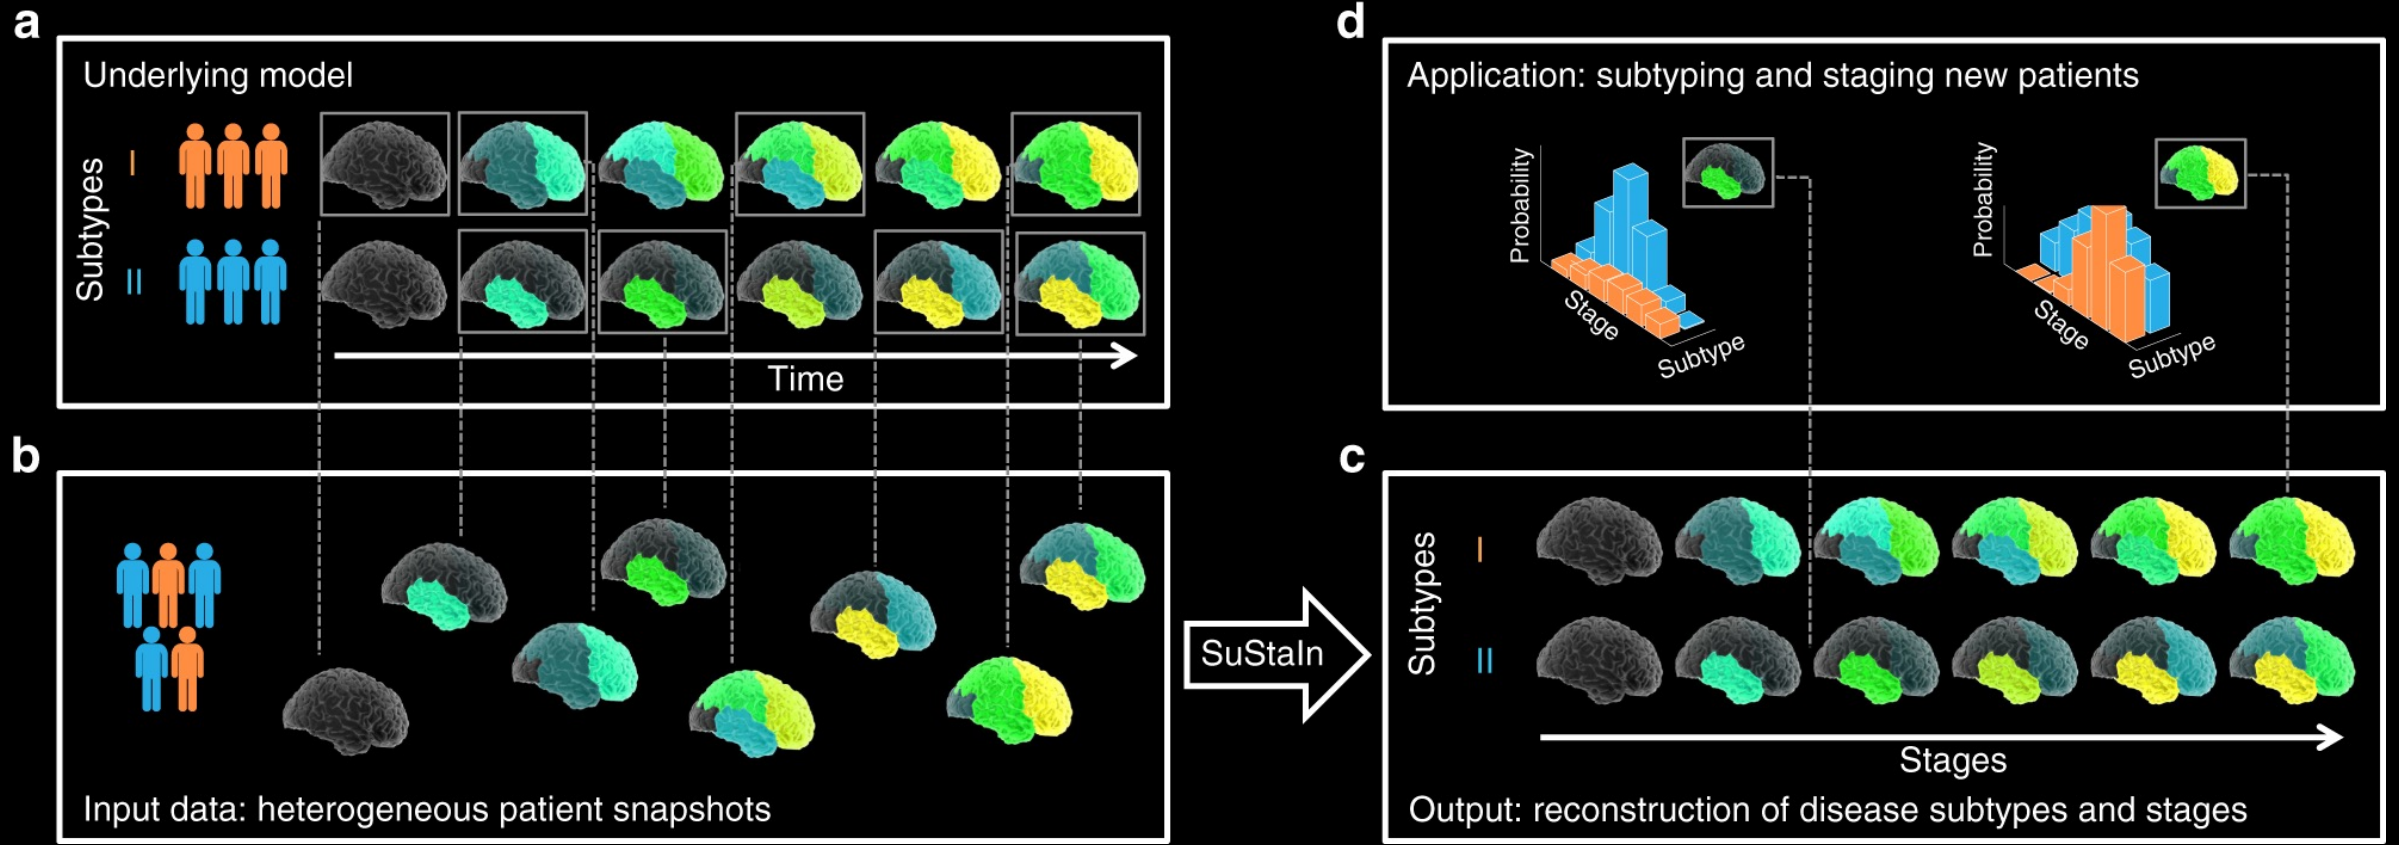 a
Underlying model
Subtypes
I
II
Time
b
Input data: heterogeneous patient snapshots
SuStaIn
c
Subtypes
I
II
Stages
Output: reconstruction of disease subtypes and stages
d
Application: subtyping and staging new patients
Probability
Stage
Subtype
Probability
Stage
Subtype